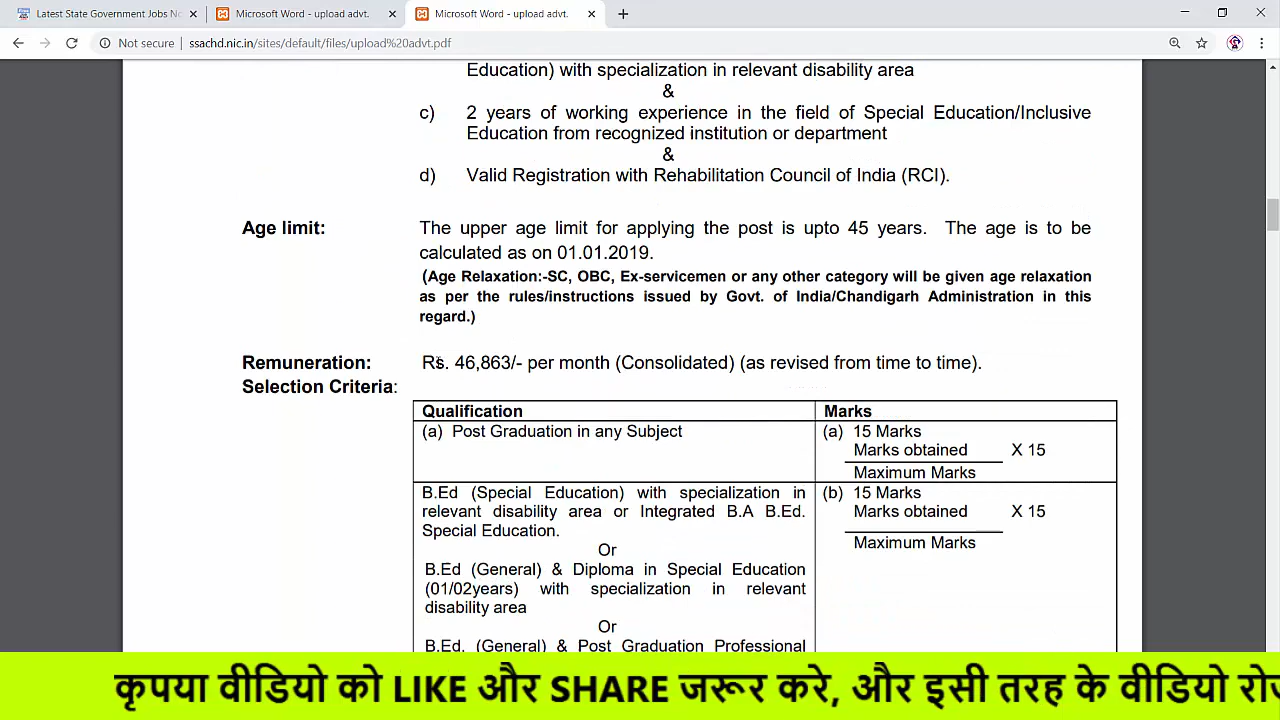 Latest State Government Jobs No
Microsoft Word - upload advt.
Microsoft Word - upload advt.
Not secure
ssachd.nic.in/sites/default/files/upload%20advt.pdf
Education) with specialization in relevant disability area
&
c) 2 years of working experience in the field of Special Education/Inclusive
Education from recognized institution or department
&
d) Valid Registration with Rehabilitation Council of India (RCI).
Age limit: The upper age limit for applying the post is upto 45 years. The age is to be
calculated as on 01.01.2019.
(Age Relaxation:-SC, OBC, Ex-servicemen or any other category will be given age relaxation
as per the rules/instructions issued by Govt. of India/Chandigarh Administration in this
regard.)
Remuneration: Rs. 46,863/- per month (Consolidated) (as revised from time to time).
Selection Criteria:
Qualification Marks
(a) Post Graduation in any Subject (a) 15 Marks
Marks obtained X 15
Maximum Marks
B.Ed (Special Education) with specialization in (b) 15 Marks
relevant disability area or Integrated B.A B.Ed. Marks obtained X 15
Special Education.
Maximum Marks
Or
B.Ed (General) & Diploma in Special Education
(01/02years) with specialization in relevant
disability area
Or
B.Ed. (General) & Post Graduation Professional
कृपया वीडियो को LIKE और SHARE जरूर करे, और इसी तरह के वीडियो रोज